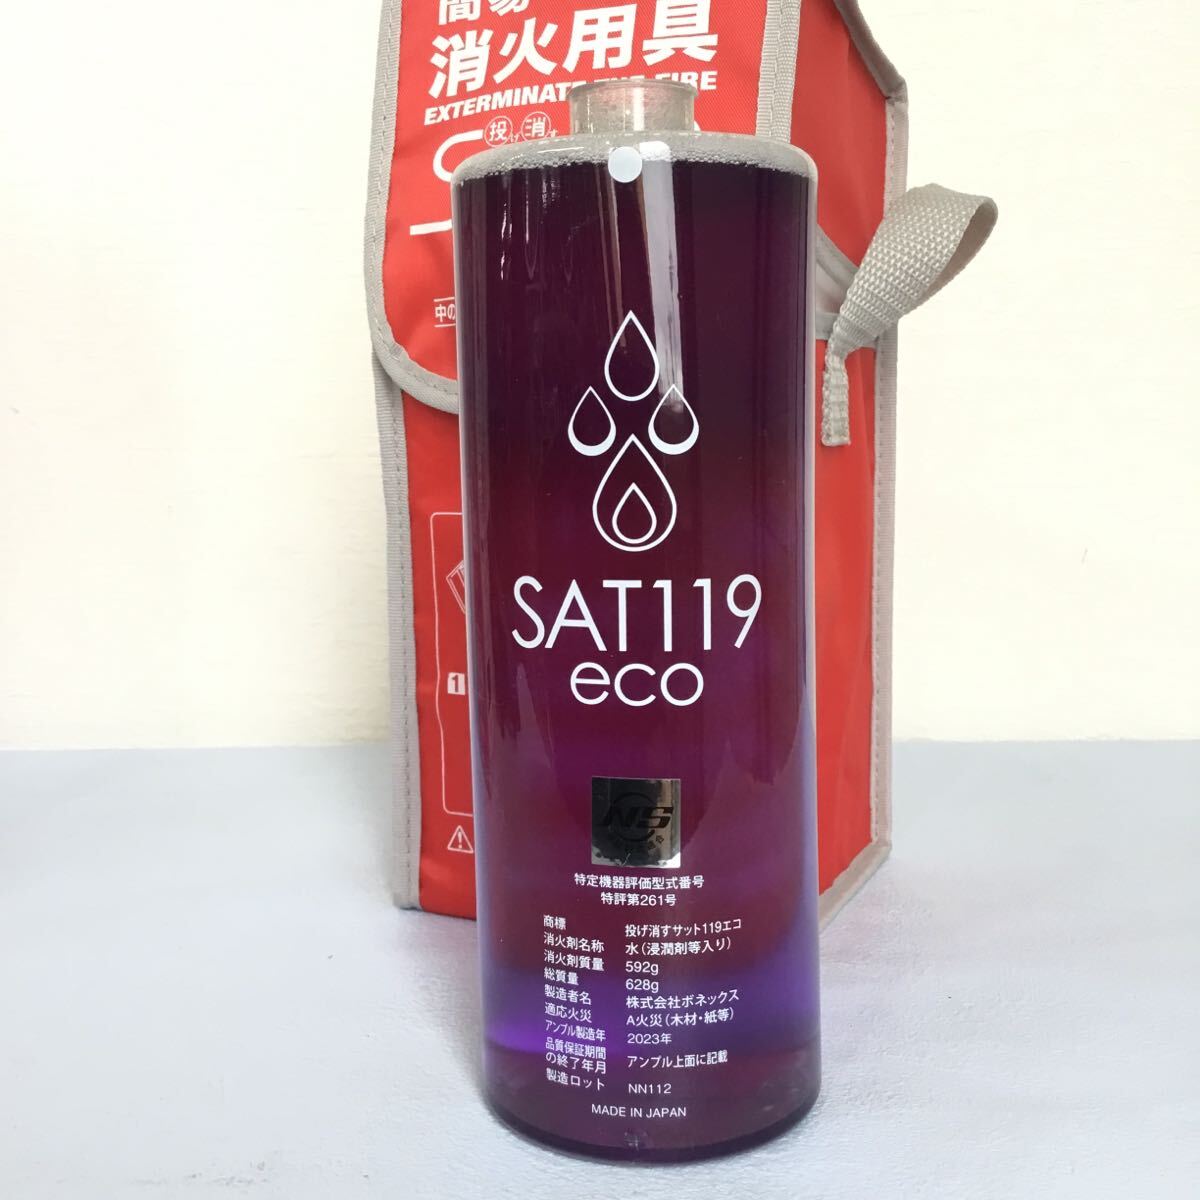 簡易
消火用具
EXTERMINATE THE FIRE
投げ消す
S
中の
1
SAT119
eco
NS
特定機器評価型式番号
特評第261号
商標 投げ消すサット119エコ
消火剤名称 水(浸潤剤等入り)
消火剤質量 592g
総質量 628g
製造者名 株式会社ボネックス
適応火災 A火災(木材・紙等)
アンプル製造年 2023年
品質保証期間
の終了年月 アンプル上面に記載
製造ロット NN112
MADE IN JAPAN